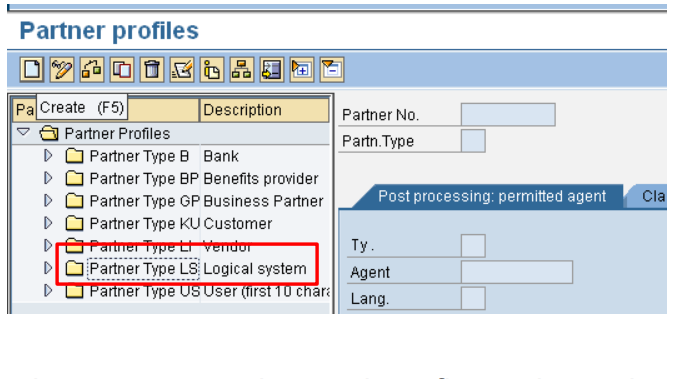 Partner profiles
Pa Create (F5) Description
Partner Profiles
Partner Type B Bank
Partner Type BP Benefits provider
Partner Type GP Business Partner
Partner Type KU Customer
Partner Type LI Vendor
Partner Type LS Logical system
Partner Type US User (first 10 chara
Partner No.
Partn.Type
Post processing: permitted agent Cla
Ty.
Agent
Lang.